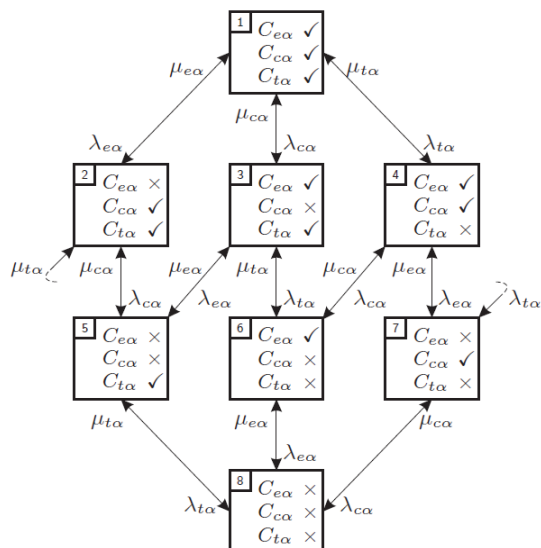 1
C_{eα} ✓
C_{cα} ✓
C_{tα} ✓
μ_{eα} μ_{tα}
μ_{cα}
λ_{eα} λ_{cα} λ_{tα}
2
C_{eα} ×
C_{cα} ✓
C_{tα} ✓
3
C_{eα} ✓
C_{cα} ×
C_{tα} ✓
4
C_{eα} ✓
C_{cα} ✓
C_{tα} ×
μ_{tα} μ_{cα} μ_{eα} μ_{tα} μ_{cα} μ_{eα}
λ_{cα} λ_{eα} λ_{tα} λ_{cα} λ_{eα} λ_{tα}
5
C_{eα} ×
C_{cα} ×
C_{tα} ✓
6
C_{eα} ✓
C_{cα} ×
C_{tα} ×
7
C_{eα} ×
C_{cα} ✓
C_{tα} ×
μ_{tα} μ_{eα} μ_{cα}
λ_{eα}
λ_{tα} λ_{cα}
8
C_{eα} ×
C_{cα} ×
C_{tα} ×